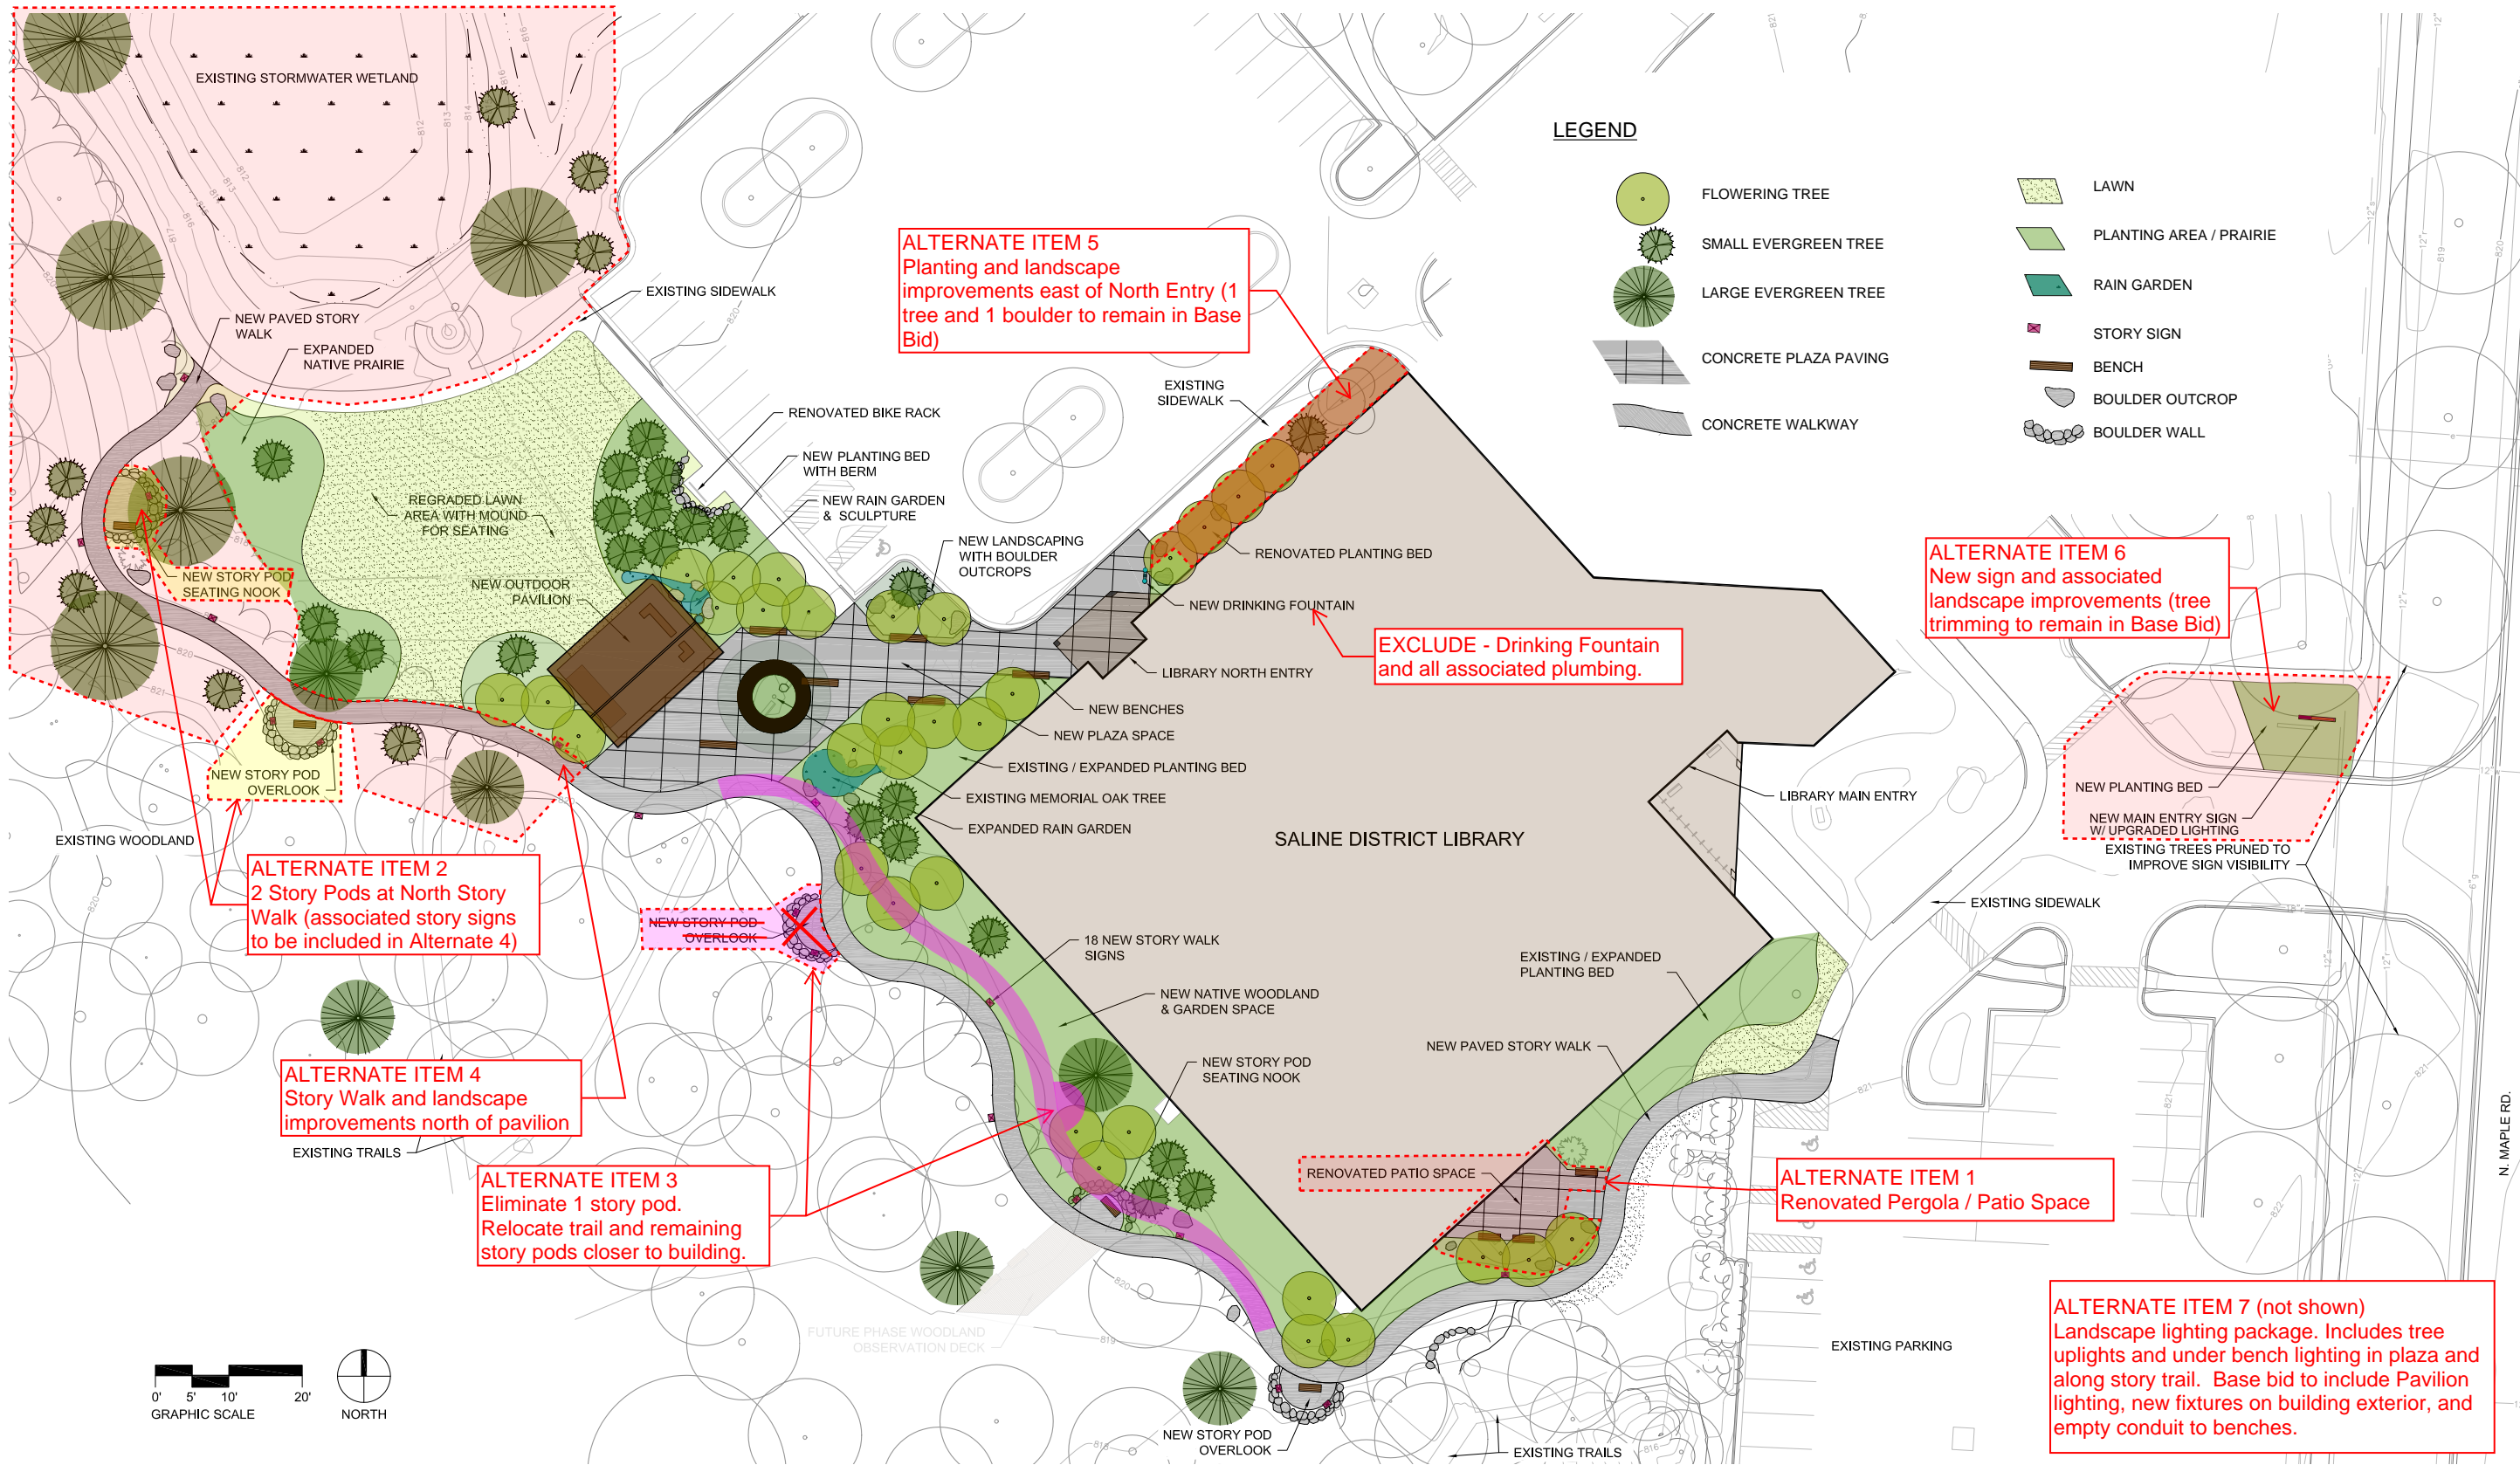 EXISTING STORMWATER WETLAND
EXISTING SIDEWALK
NEW PAVED STORY
WALK
EXPANDED
NATIVE PRAIRIE
REGRADED LAWN
AREA WITH MOUND
FOR SEATING
NEW STORY POD
SEATING NOOK
NEW OUTDOOR
PAVILION
NEW STORY POD
OVERLOOK
EXISTING WOODLAND
RENOVATED BIKE RACK
NEW PLANTING BED
WITH BERM
NEW RAIN GARDEN
& SCULPTURE
NEW LANDSCAPING
WITH BOULDER
OUTCROPS
ALTERNATE ITEM 5
Planting and landscape
improvements east of North Entry (1
tree and 1 boulder to remain in Base
Bid)
EXISTING
SIDEWALK
RENOVATED PLANTING BED
NEW DRINKING FOUNTAIN
EXCLUDE - Drinking Fountain
and all associated plumbing.
LIBRARY NORTH ENTRY
NEW BENCHES
NEW PLAZA SPACE
EXISTING / EXPANDED PLANTING BED
EXISTING MEMORIAL OAK TREE
EXPANDED RAIN GARDEN
SALINE DISTRICT LIBRARY
LEGEND
FLOWERING TREE
SMALL EVERGREEN TREE
LARGE EVERGREEN TREE
CONCRETE PLAZA PAVING
CONCRETE WALKWAY
LAWN
PLANTING AREA / PRAIRIE
RAIN GARDEN
STORY SIGN
BENCH
BOULDER OUTCROP
BOULDER WALL
ALTERNATE ITEM 6
New sign and associated
landscape improvements (tree
trimming to remain in Base Bid)
NEW PLANTING BED
NEW MAIN ENTRY SIGN
W/ UPGRADED LIGHTING
EXISTING TREES PRUNED TO
IMPROVE SIGN VISIBILITY
LIBRARY MAIN ENTRY
EXISTING SIDEWALK
ALTERNATE ITEM 2
2 Story Pods at North Story
Walk (associated story signs
to be included in Alternate 4)
NEW STORY POD
OVERLOOK
18 NEW STORY WALK
SIGNS
NEW NATIVE WOODLAND
& GARDEN SPACE
EXISTING / EXPANDED
PLANTING BED
NEW STORY POD
SEATING NOOK
NEW PAVED STORY WALK
ALTERNATE ITEM 4
Story Walk and landscape
improvements north of pavilion
EXISTING TRAILS
ALTERNATE ITEM 3
Eliminate 1 story pod.
Relocate trail and remaining
story pods closer to building.
RENOVATED PATIO SPACE
ALTERNATE ITEM 1
Renovated Pergola / Patio Space
N. MAPLE RD.
FUTURE PHASE WOODLAND
OBSERVATION DECK
EXISTING PARKING
ALTERNATE ITEM 7 (not shown)
Landscape lighting package. Includes tree
uplights and under bench lighting in plaza and
along story trail. Base bid to include Pavilion
lighting, new fixtures on building exterior, and
empty conduit to benches.
0' 5' 10' 20'
GRAPHIC SCALE
NORTH
NEW STORY POD
OVERLOOK
EXISTING TRAILS